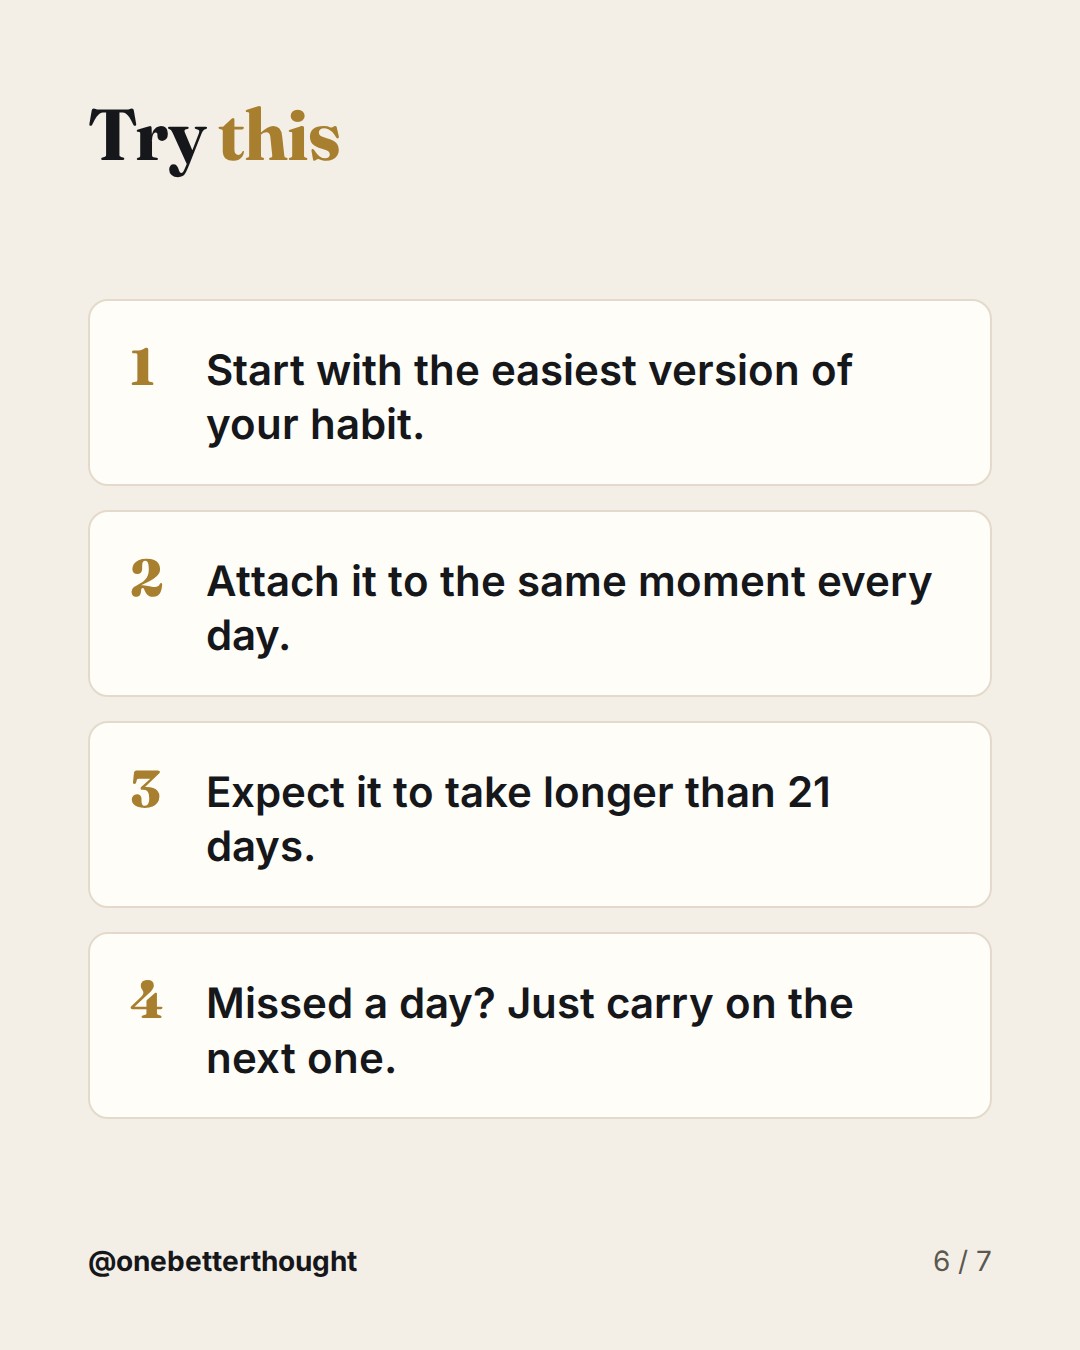 Try this
1 Start with the easiest version of
your habit.
2 Attach it to the same moment every
day.
3 Expect it to take longer than 21
days.
4 Missed a day? Just carry on the
next one.
@onebetterthought
6 / 7